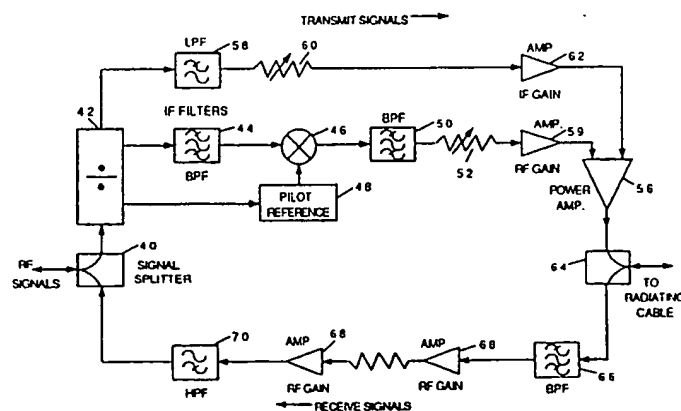 TRANSMIT SIGNALS
LPF
58
60
AMP
62
IF GAIN
42
IF FILTERS
44
BPF
46
BPF
50
52
AMP.
59
RF GAIN
÷
PILOT
REFERENCE
48
POWER
AMP.
56
40
RF
SIGNALS
SIGNAL
SPLITTER
64
TO
RADIATING
CABLE
70
HPF
AMP
68
RF GAIN
AMP
68
RF GAIN
BPF
66
RECEIVE SIGNALS